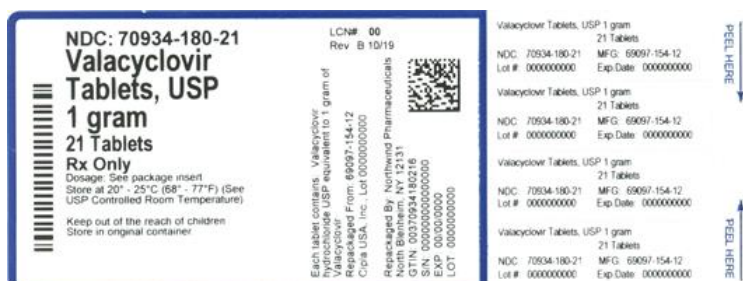 NDC: 70934-180-21
Valacyclovir
Tablets, USP
1 gram
21 Tablets
Rx Only
Dosage: See package insert
Store at 20° - 25°C (68° - 77°F) (See
USP Controlled Room Temperature)
Keep out of the reach of children
Store in original container
LCN# 00
Rev B 10/19
Each tablet contains Valacyclovir
hydrochloride USP equivalent to 1 gram of
Valacyclovir
Repackaged From: 69097-154-12
Cipla USA, Inc., Lot 0000000000
Repackaged By: Northwind Pharmaceuticals
North Blenheim, NY 12131
GTIN 00370934180216
S/N 00000000000000
EXP 00/00/0000
LOT 0000000000
Valacyclovir Tablets, USP 1 gram
21 Tablets
NDC: 70934-180-21 MFG: 69097-154-12
Lot # 0000000000 Exp Date: 0000000000
Valacyclovir Tablets, USP 1 gram
21 Tablets
NDC: 70934-180-21 MFG: 69097-154-12
Lot # 0000000000 Exp Date: 0000000000
Valacyclovir Tablets, USP 1 gram
21 Tablets
NDC: 70934-180-21 MFG: 69097-154-12
Lot # 0000000000 Exp Date: 0000000000
Valacyclovir Tablets, USP 1 gram
21 Tablets
NDC: 70934-180-21 MFG: 69097-154-12
Lot # 0000000000 Exp Date: 0000000000
PEEL HERE
PEEL HERE